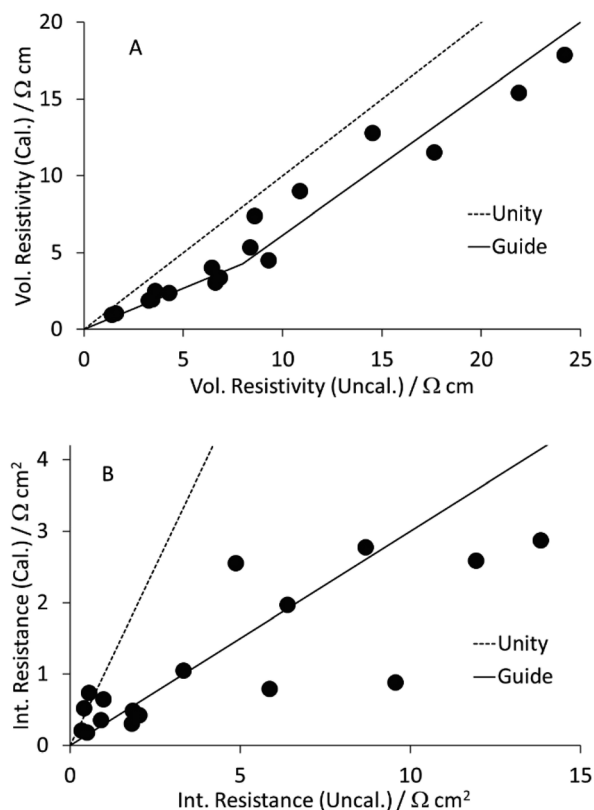 A
20
15
10
5
0
0 5 10 15 20 25
Vol. Resistivity (Cal.) / Ω cm
Vol. Resistivity (Uncal.) / Ω cm
Unity
Guide
B
4
3
2
1
0
0 5 10 15
Int. Resistance (Cal.) / Ω cm²
Int. Resistance (Uncal.) / Ω cm²
Unity
Guide